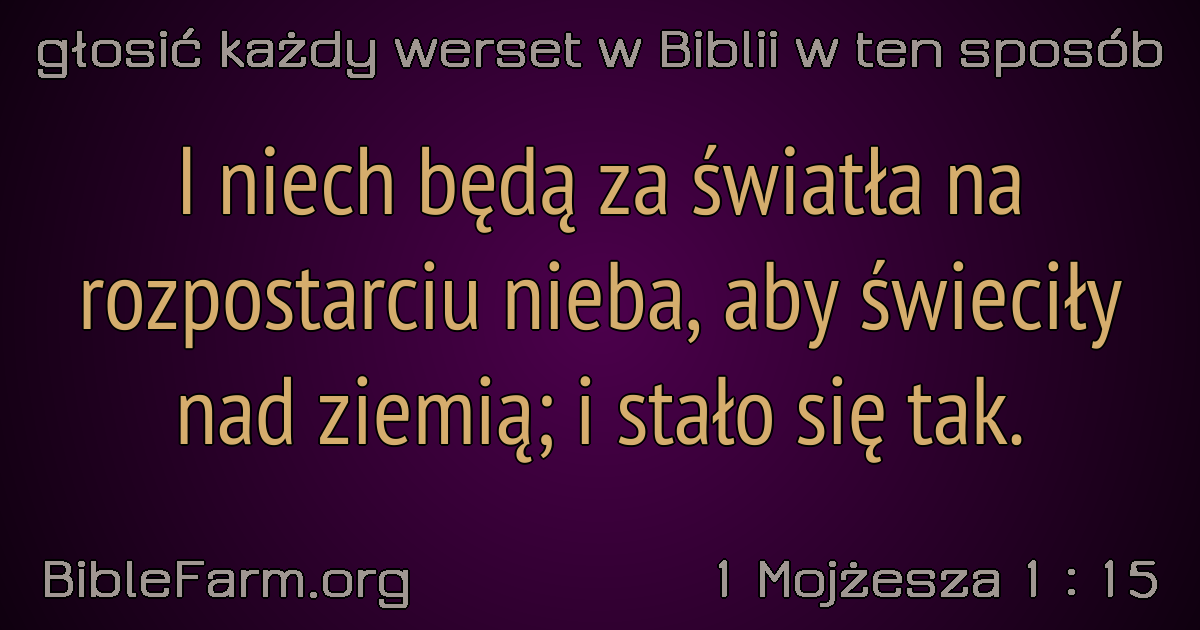 głosić każdy werset w Biblii w ten sposób
I niech będą za światła na
rozpostarciu nieba, aby świeciły
nad ziemią; i stało się tak.
BibleFarm.org
1 Mojżesza 1 : 15